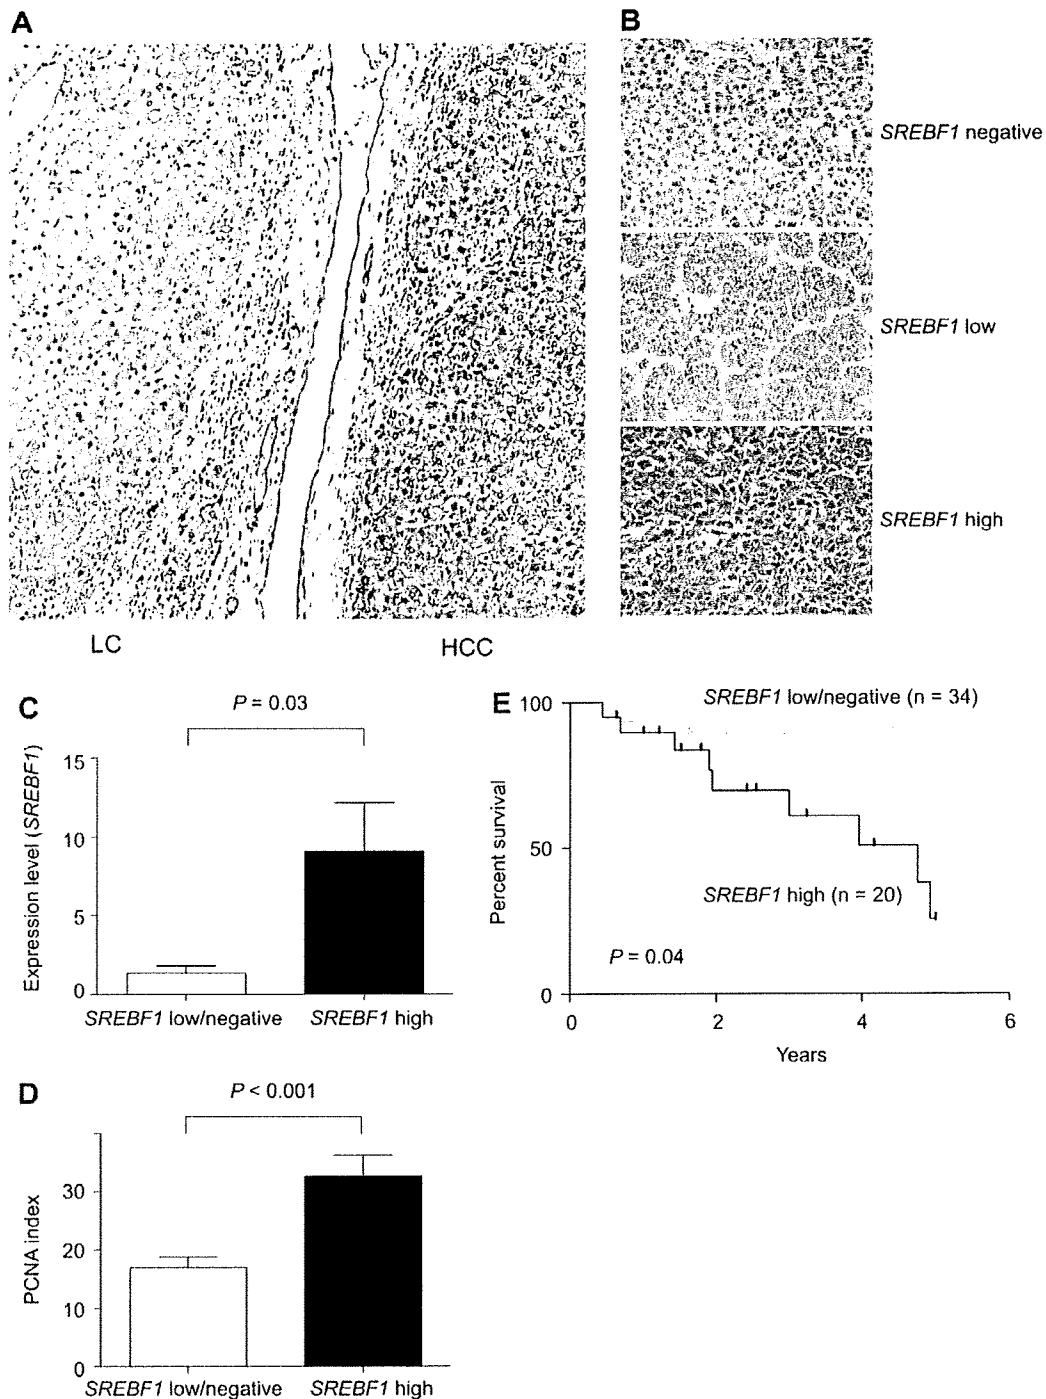 A
B
SREBF1 negative
SREBF1 low
SREBF1 high
LC
HCC
C
P = 0.03
Expression level (SREBF1)
15
10
5
0
SREBF1 low/negative
SREBF1 high
D
P < 0.001
PCNA index
30
20
10
0
SREBF1 low/negative
SREBF1 high
E
SREBF1 low/negative (n = 34)
SREBF1 high (n = 20)
P = 0.04
Percent survival
100
50
0
0
2
4
6
Years